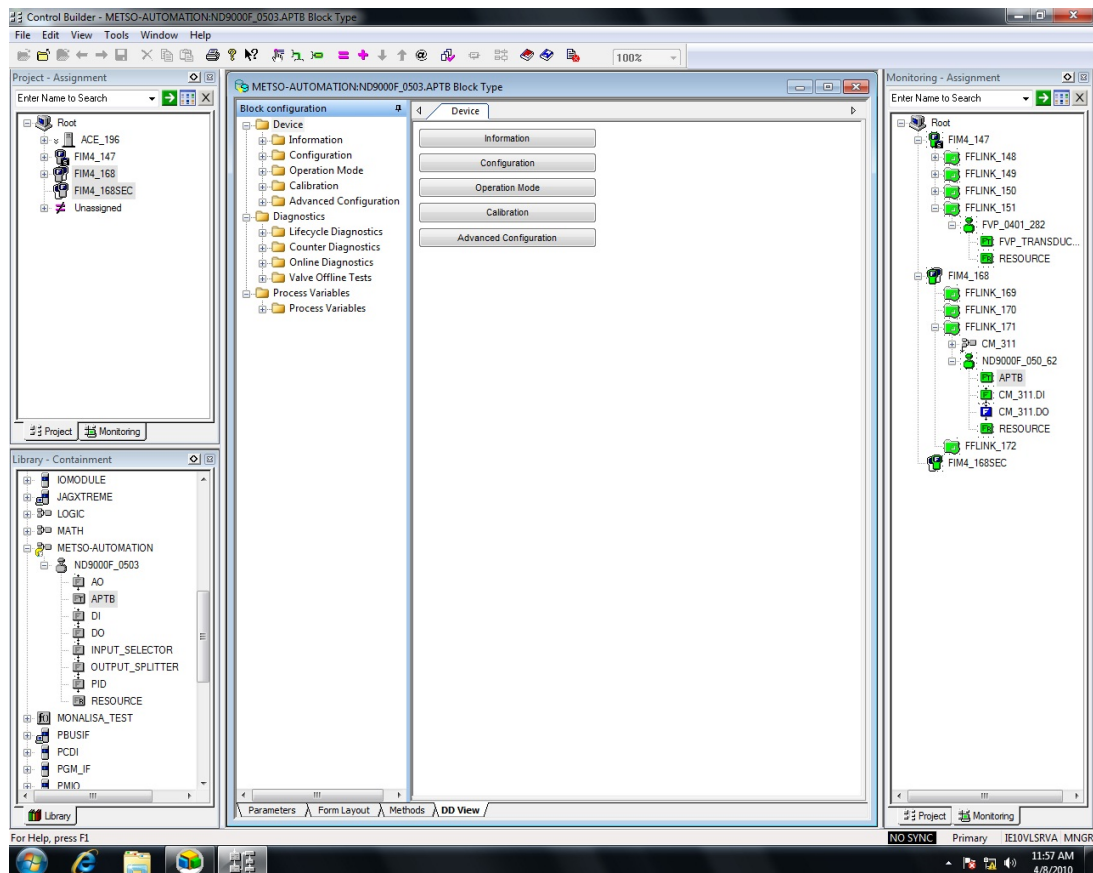 Control Builder - METSO-AUTOMATION:ND9000F_0503.APTB Block Type
File Edit View Tools Window Help
100%
Project - Assignment
Enter Name to Search
Root
ACE_196
FIM4_147
FIM4_168
FIM4_168SEC
Unassigned
Project Monitoring
Library - Containment
IOMODULE
JAGXTREME
LOGIC
MATH
METSO-AUTOMATION
ND9000F_0503
AO
APTB
DI
DO
INPUT_SELECTOR
OUTPUT_SPLITTER
PID
RESOURCE
MONALISA_TEST
PBUSIF
PCDI
PGM_IF
PMIO
Library
METSO-AUTOMATION:ND9000F_0503.APTB Block Type
Block configuration
Device
Information
Configuration
Operation Mode
Calibration
Advanced Configuration
Diagnostics
Lifecycle Diagnostics
Counter Diagnostics
Online Diagnostics
Valve Offline Tests
Process Variables
Process Variables
Device
Information
Configuration
Operation Mode
Calibration
Advanced Configuration
Parameters Form Layout Methods DD View
Monitoring - Assignment
Enter Name to Search
Root
FIM4_147
FFLINK_148
FFLINK_149
FFLINK_150
FFLINK_151
FVP_0401_282
FVP_TRANSDUC...
RESOURCE
FIM4_168
FFLINK_169
FFLINK_170
FFLINK_171
CM_311
ND9000F_050_62
APTB
CM_311.DI
CM_311.DO
RESOURCE
FFLINK_172
FIM4_168SEC
Project Monitoring
For Help, press F1
NO SYNC Primary IE10VLSRVA MNGR
11:57 AM
4/8/2010